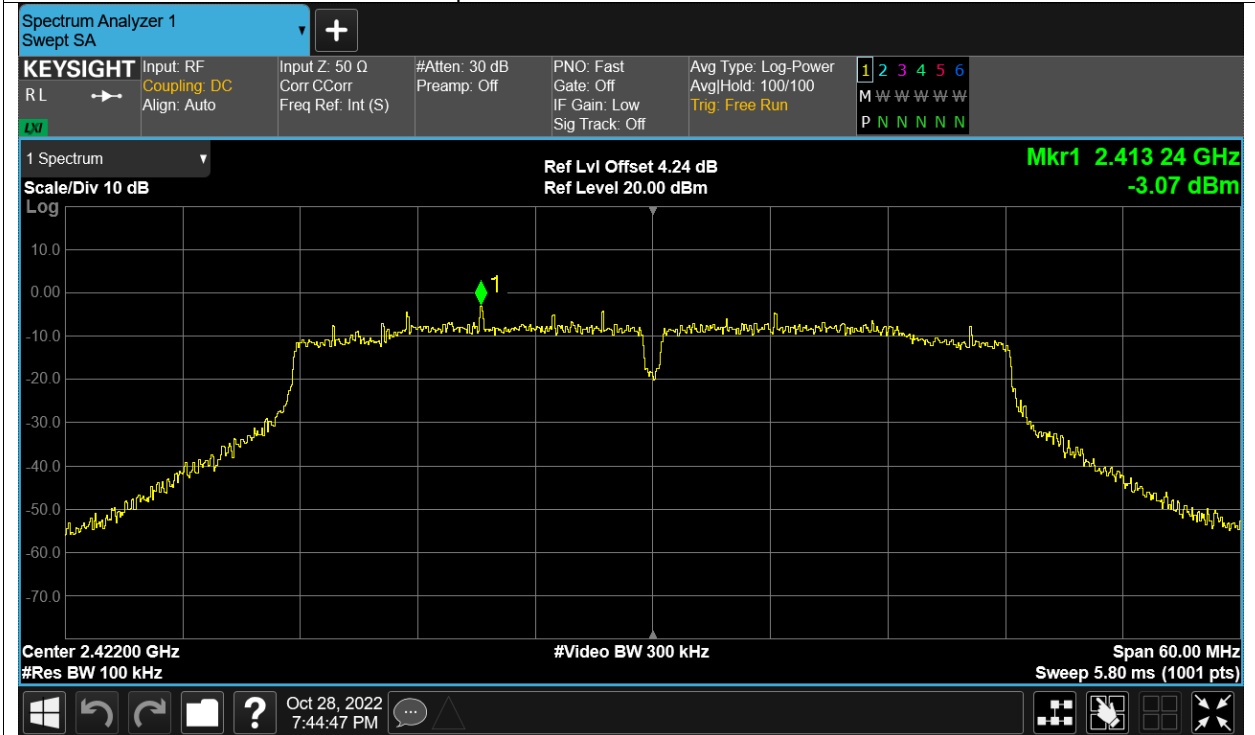 Spectrum Analyzer 1
Swept SA
+
KEYSIGHT
R L
LXI
Input: RF
Coupling: DC
Align: Auto
Input Z: 50 Ω
Corr CCorr
Freq Ref: Int (S)
#Atten: 30 dB
Preamp: Off
PNO: Fast
Gate: Off
IF Gain: Low
Sig Track: Off
Avg Type: Log-Power
Avg|Hold: 100/100
Trig: Free Run
1 2 3 4 5 6
M W W W W W W
P N N N N N N
1 Spectrum
Scale/Div 10 dB
Log
Ref Lvl Offset 4.24 dB
Ref Level 20.00 dBm
Mkr1 2.413 24 GHz
-3.07 dBm
1
10.0
0.00
-10.0
-20.0
-30.0
-40.0
-50.0
-60.0
-70.0
Center 2.42200 GHz
#Res BW 100 kHz
#Video BW 300 kHz
Span 60.00 MHz
Sweep 5.80 ms (1001 pts)
?
Oct 28, 2022
7:44:47 PM